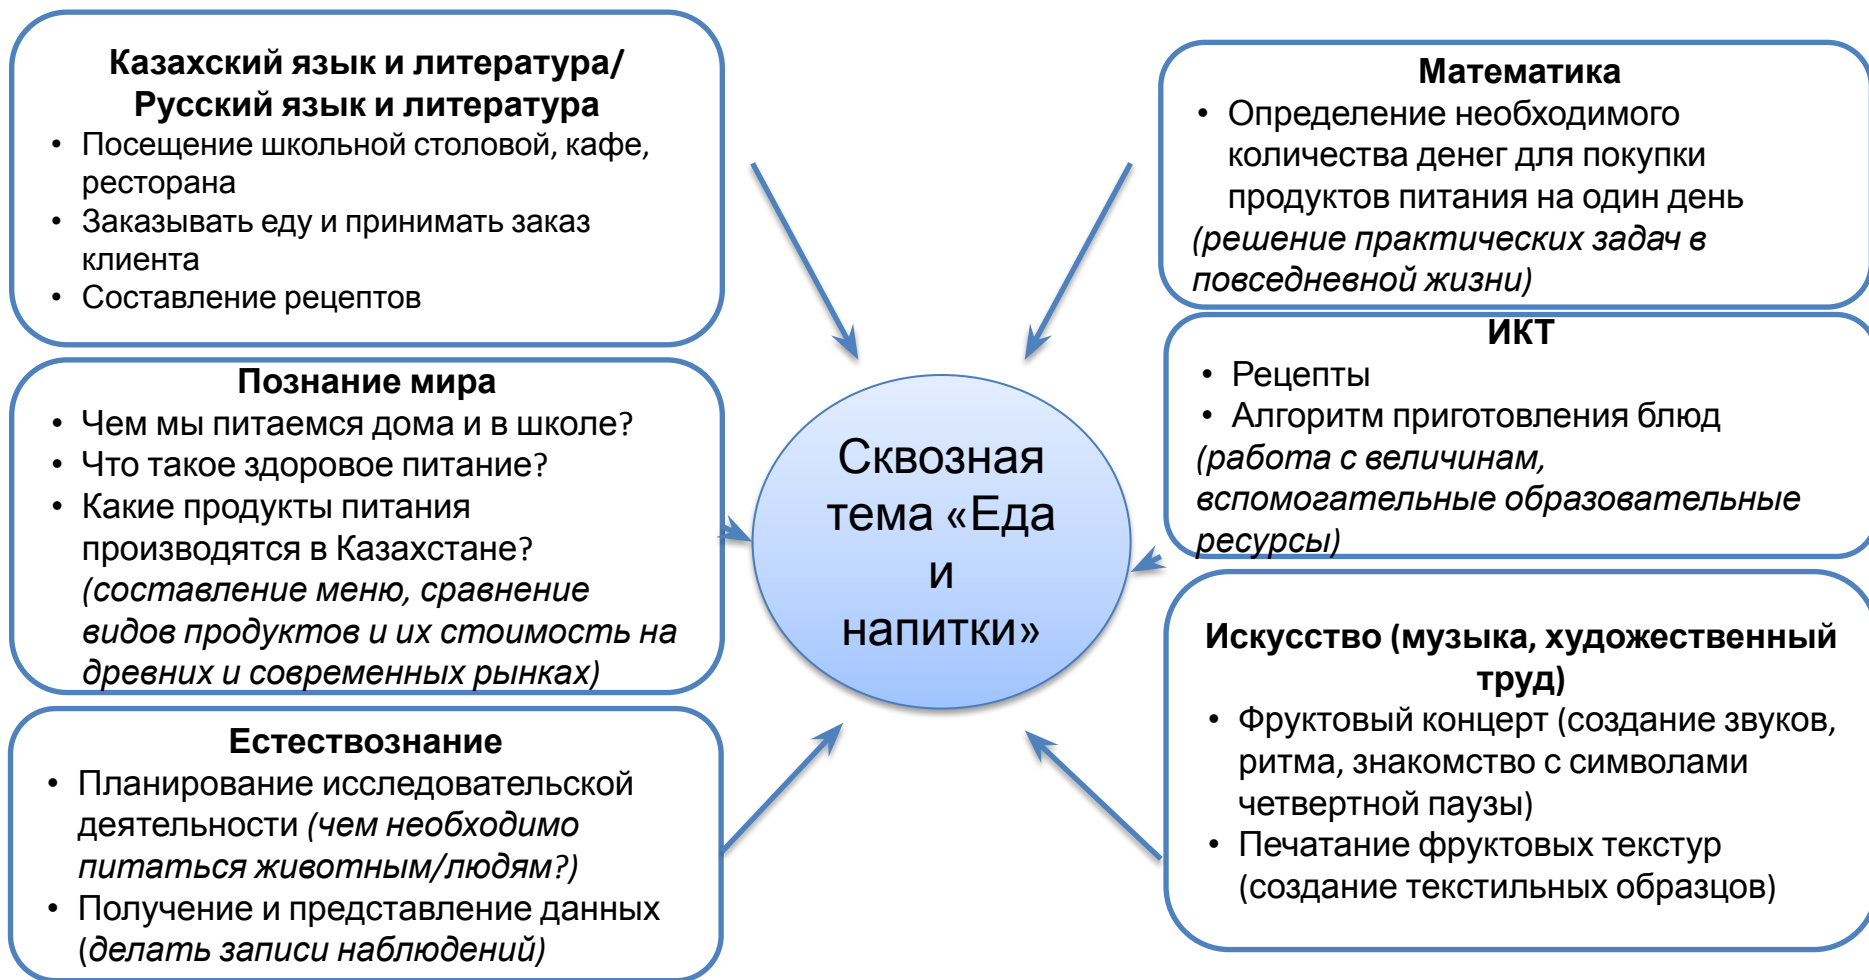 Казахский язык и литература/
Русский язык и литература
• Посещение школьной столовой, кафе,
ресторана
• Заказывать еду и принимать заказ
клиента
• Составление рецептов
Познание мира
• Чем мы питаемся дома и в школе?
• Что такое здоровое питание?
• Какие продукты питания
производятся в Казахстане?
(составление меню, сравнение
видов продуктов и их стоимость на
древних и современных рынках)
Естествознание
• Планирование исследовательской
деятельности (чем необходимо
питаться животным/людям?)
• Получение и представление данных
(делать записи наблюдений)
Сквозная
тема «Еда
и
напитки»
Математика
• Определение необходимого
количества денег для покупки
продуктов питания на один день
(решение практических задач в
повседневной жизни)
ИКТ
• Рецепты
• Алгоритм приготовления блюд
(работа с величинам,
вспомогательные образовательные
ресурсы)
Искусство (музыка, художественный
труд)
• Фруктовый концерт (создание звуков,
ритма, знакомство с символами
четвертной паузы)
• Печатание фруктовых текстур
(создание текстильных образцов)